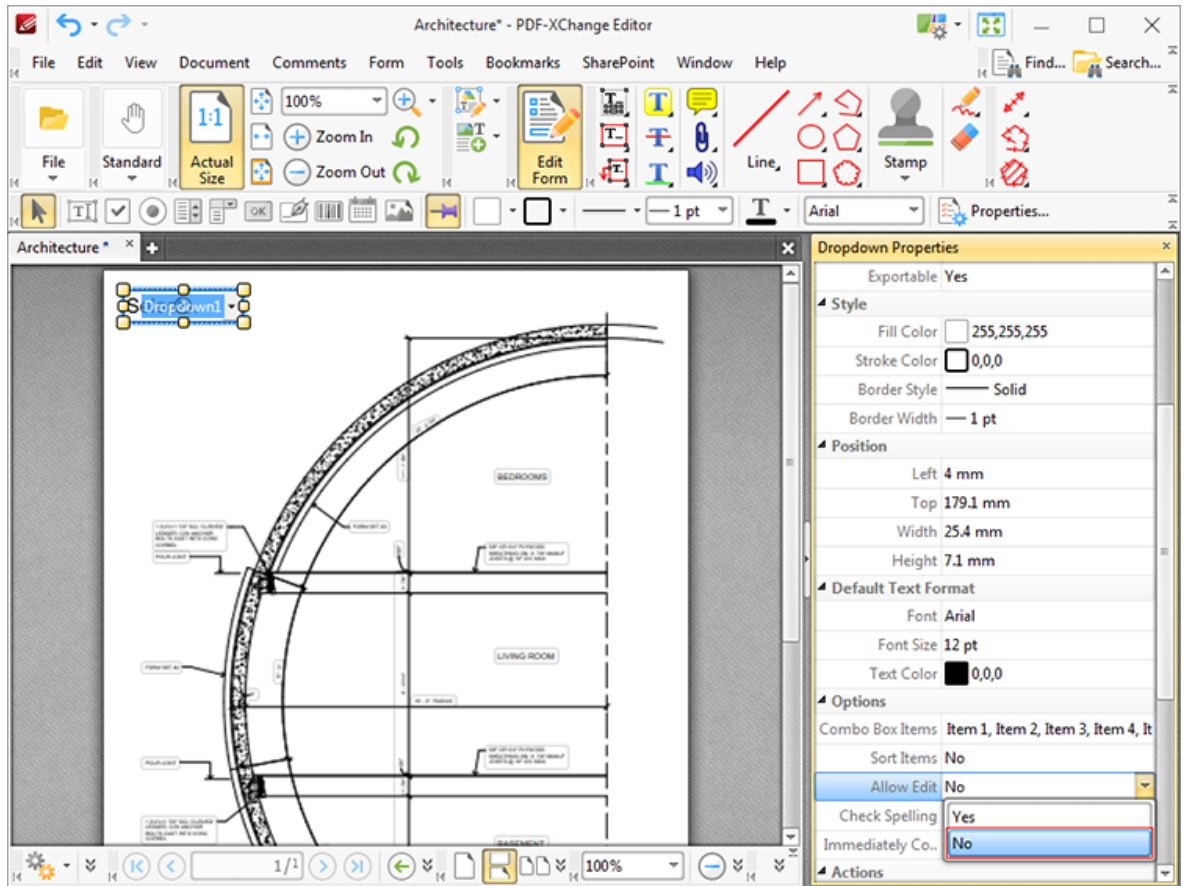 Architecture* - PDF-XChange Editor
File Edit View Document Comments Form Tools Bookmarks SharePoint Window Help Find... Search...
1:1
100%
Zoom In
Zoom Out
File
Standard
Actual Size
Edit Form
Line
Stamp
OK
1 pt
T
Arial
Properties...
Architecture *
Dropdown Properties
Dropdown1
Exportable Yes
Style
Fill Color 255,255,255
Stroke Color 0,0,0
Border Style Solid
Border Width 1 pt
Position
Left 4 mm
Top 179.1 mm
Width 25.4 mm
Height 7.1 mm
Default Text Format
Font Arial
Font Size 12 pt
Text Color 0,0,0
Options
Combo Box Items Item 1, Item 2, Item 3, Item 4, It
Sort Items No
Allow Edit No
Check Spelling Yes
Immediately Co.. No
Actions
BEDROOMS
LIVING ROOM
BASEMENT
1/1
100%